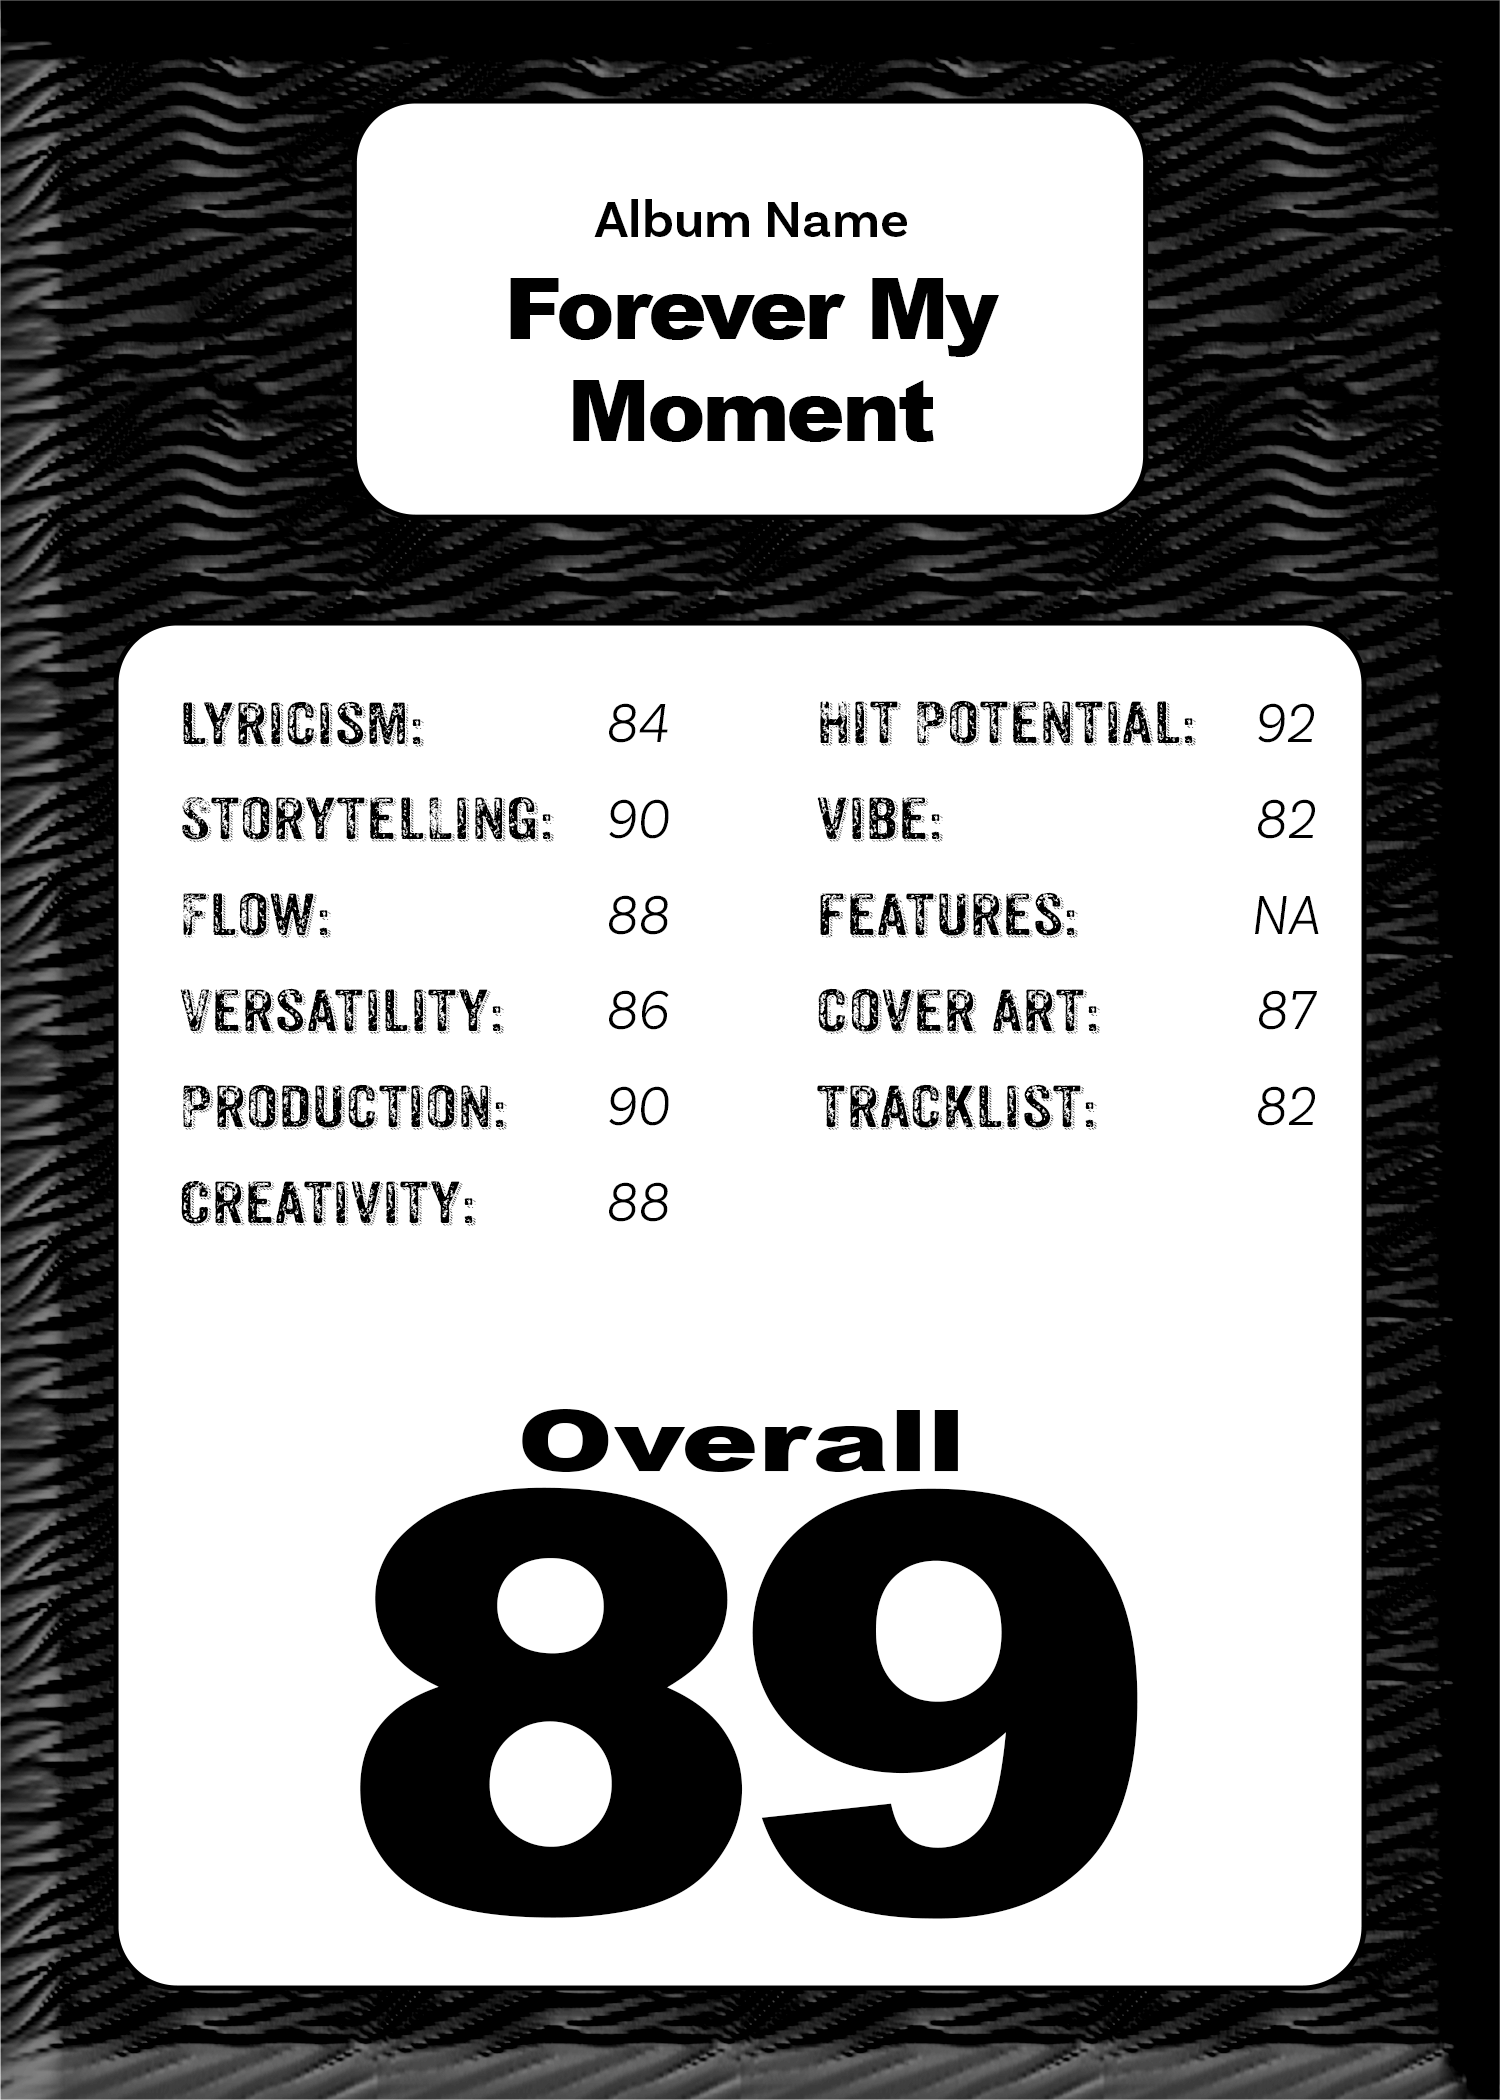 Album Name
Forever My
Moment
LYRICISM: 84
STORYTELLING: 90
FLOW: 88
VERSATILITY: 86
PRODUCTION: 90
CREATIVITY: 88
HIT POTENTIAL: 92
VIBE: 82
FEATURES: NA
COVER ART: 87
TRACKLIST: 82
Overall
89